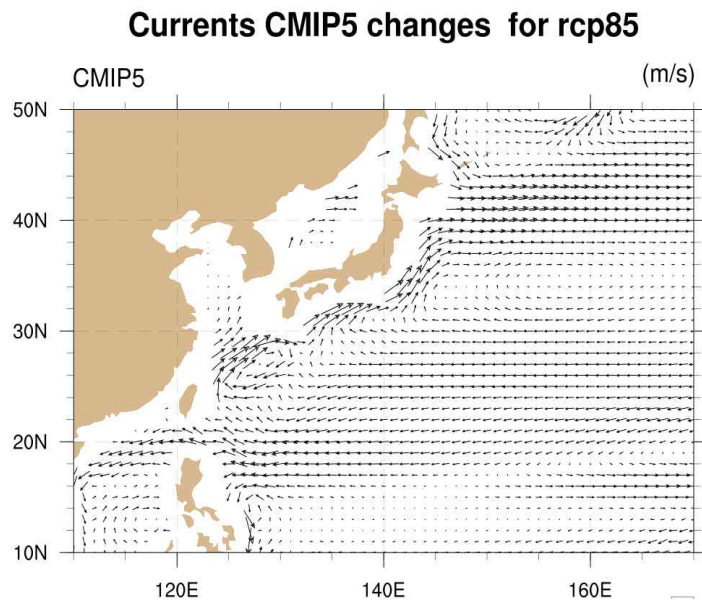 Currents CMIP5 changes for rcp85
CMIP5
(m/s)
50N
40N
30N
20N
10N
120E
140E
160E